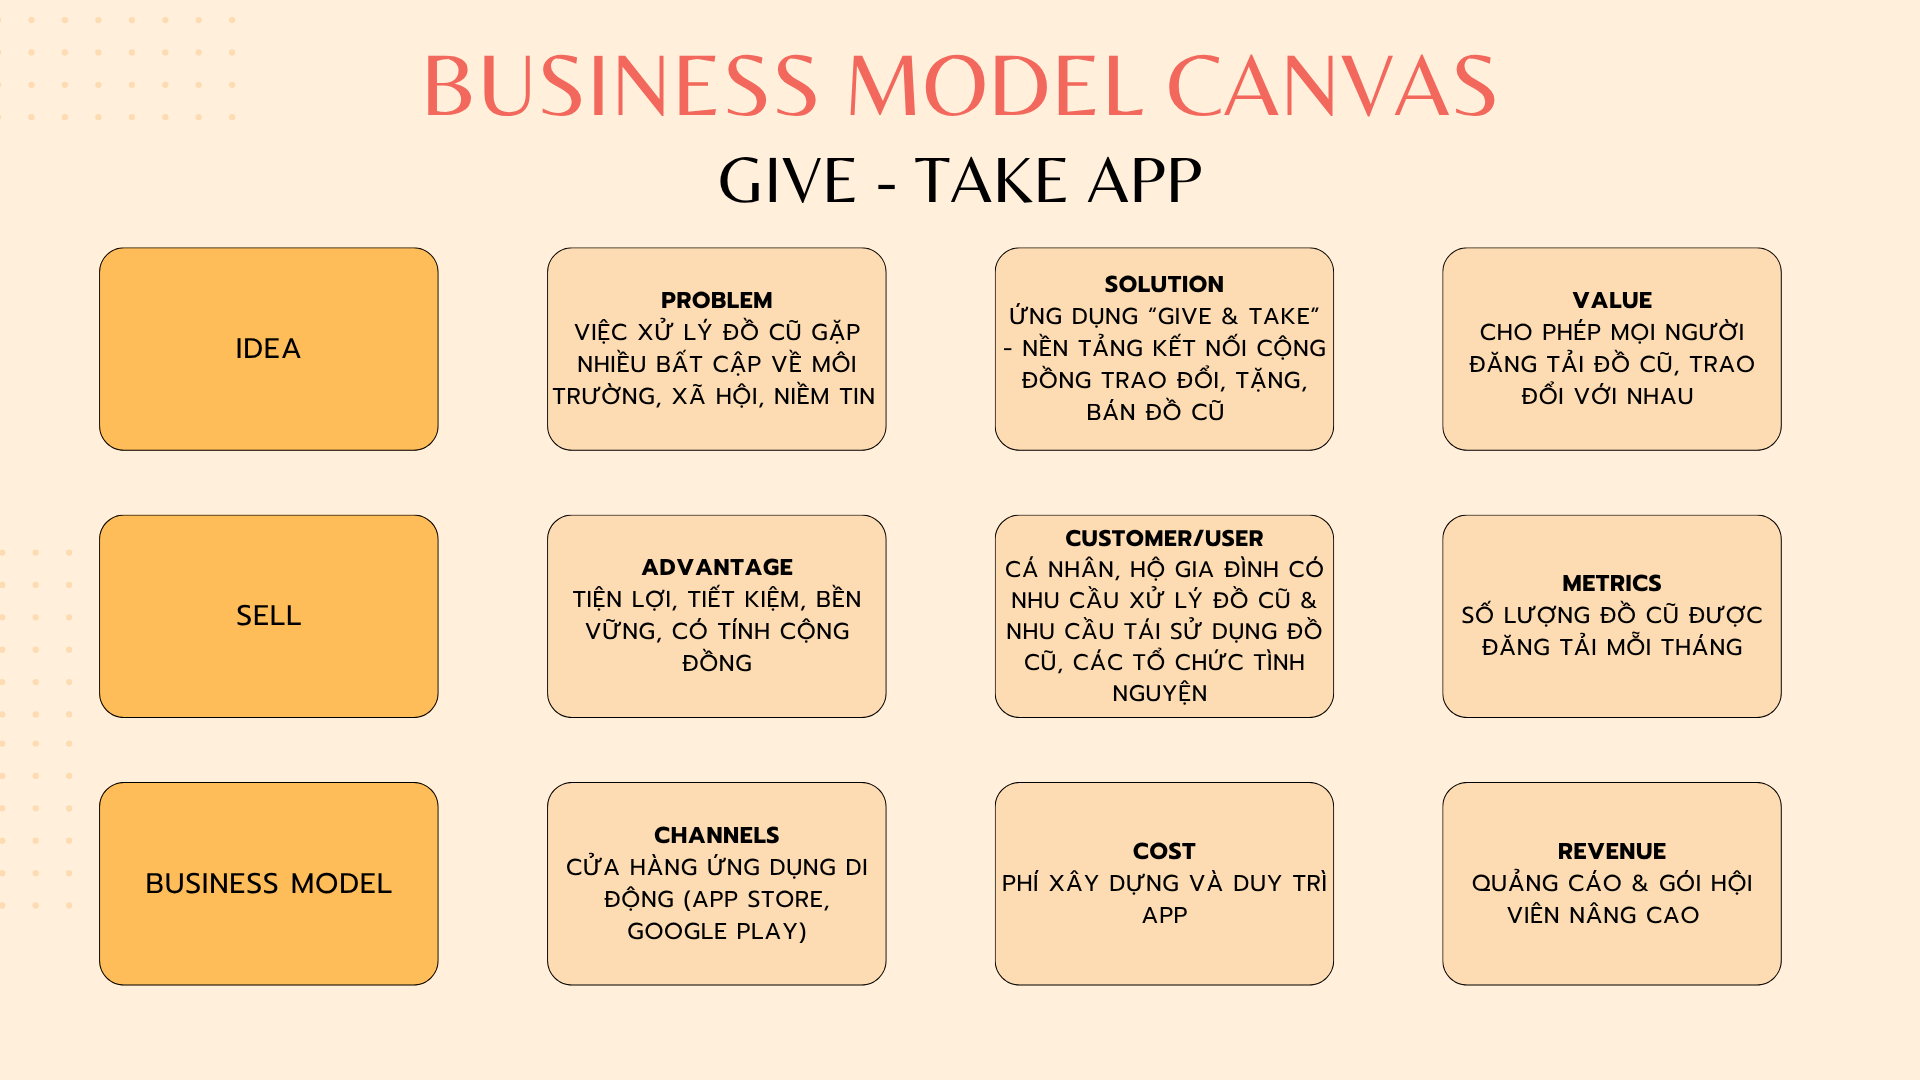 BUSINESS MODEL CANVAS
GIVE - TAKE APP
IDEA
PROBLEM
VIỆC XỬ LÝ ĐỒ CŨ GẶP
NHIỀU BẤT CẬP VỀ MÔI
TRƯỜNG, XÃ HỘI, NIỀM TIN
SOLUTION
ỨNG DỤNG “GIVE & TAKE”
- NỀN TẢNG KẾT NỐI CỘNG
ĐỒNG TRAO ĐỔI, TẶNG,
BÁN ĐỒ CŨ
VALUE
CHO PHÉP MỌI NGƯỜI
ĐĂNG TẢI ĐỒ CŨ, TRAO
ĐỔI VỚI NHAU
SELL
ADVANTAGE
TIỆN LỢI, TIẾT KIỆM, BỀN
VỮNG, CÓ TÍNH CỘNG
ĐỒNG
CUSTOMER/USER
CÁ NHÂN, HỘ GIA ĐÌNH CÓ
NHU CẦU XỬ LÝ ĐỒ CŨ &
NHU CẦU TÁI SỬ DỤNG ĐỒ
CŨ, CÁC TỔ CHỨC TÌNH
NGUYỆN
METRICS
SỐ LƯỢNG ĐỒ CŨ ĐƯỢC
ĐĂNG TẢI MỖI THÁNG
BUSINESS MODEL
CHANNELS
CỬA HÀNG ỨNG DỤNG DI
ĐỘNG (APP STORE,
GOOGLE PLAY)
COST
PHÍ XÂY DỰNG VÀ DUY TRÌ
APP
REVENUE
QUẢNG CÁO & GÓI HỘI
VIÊN NÂNG CAO